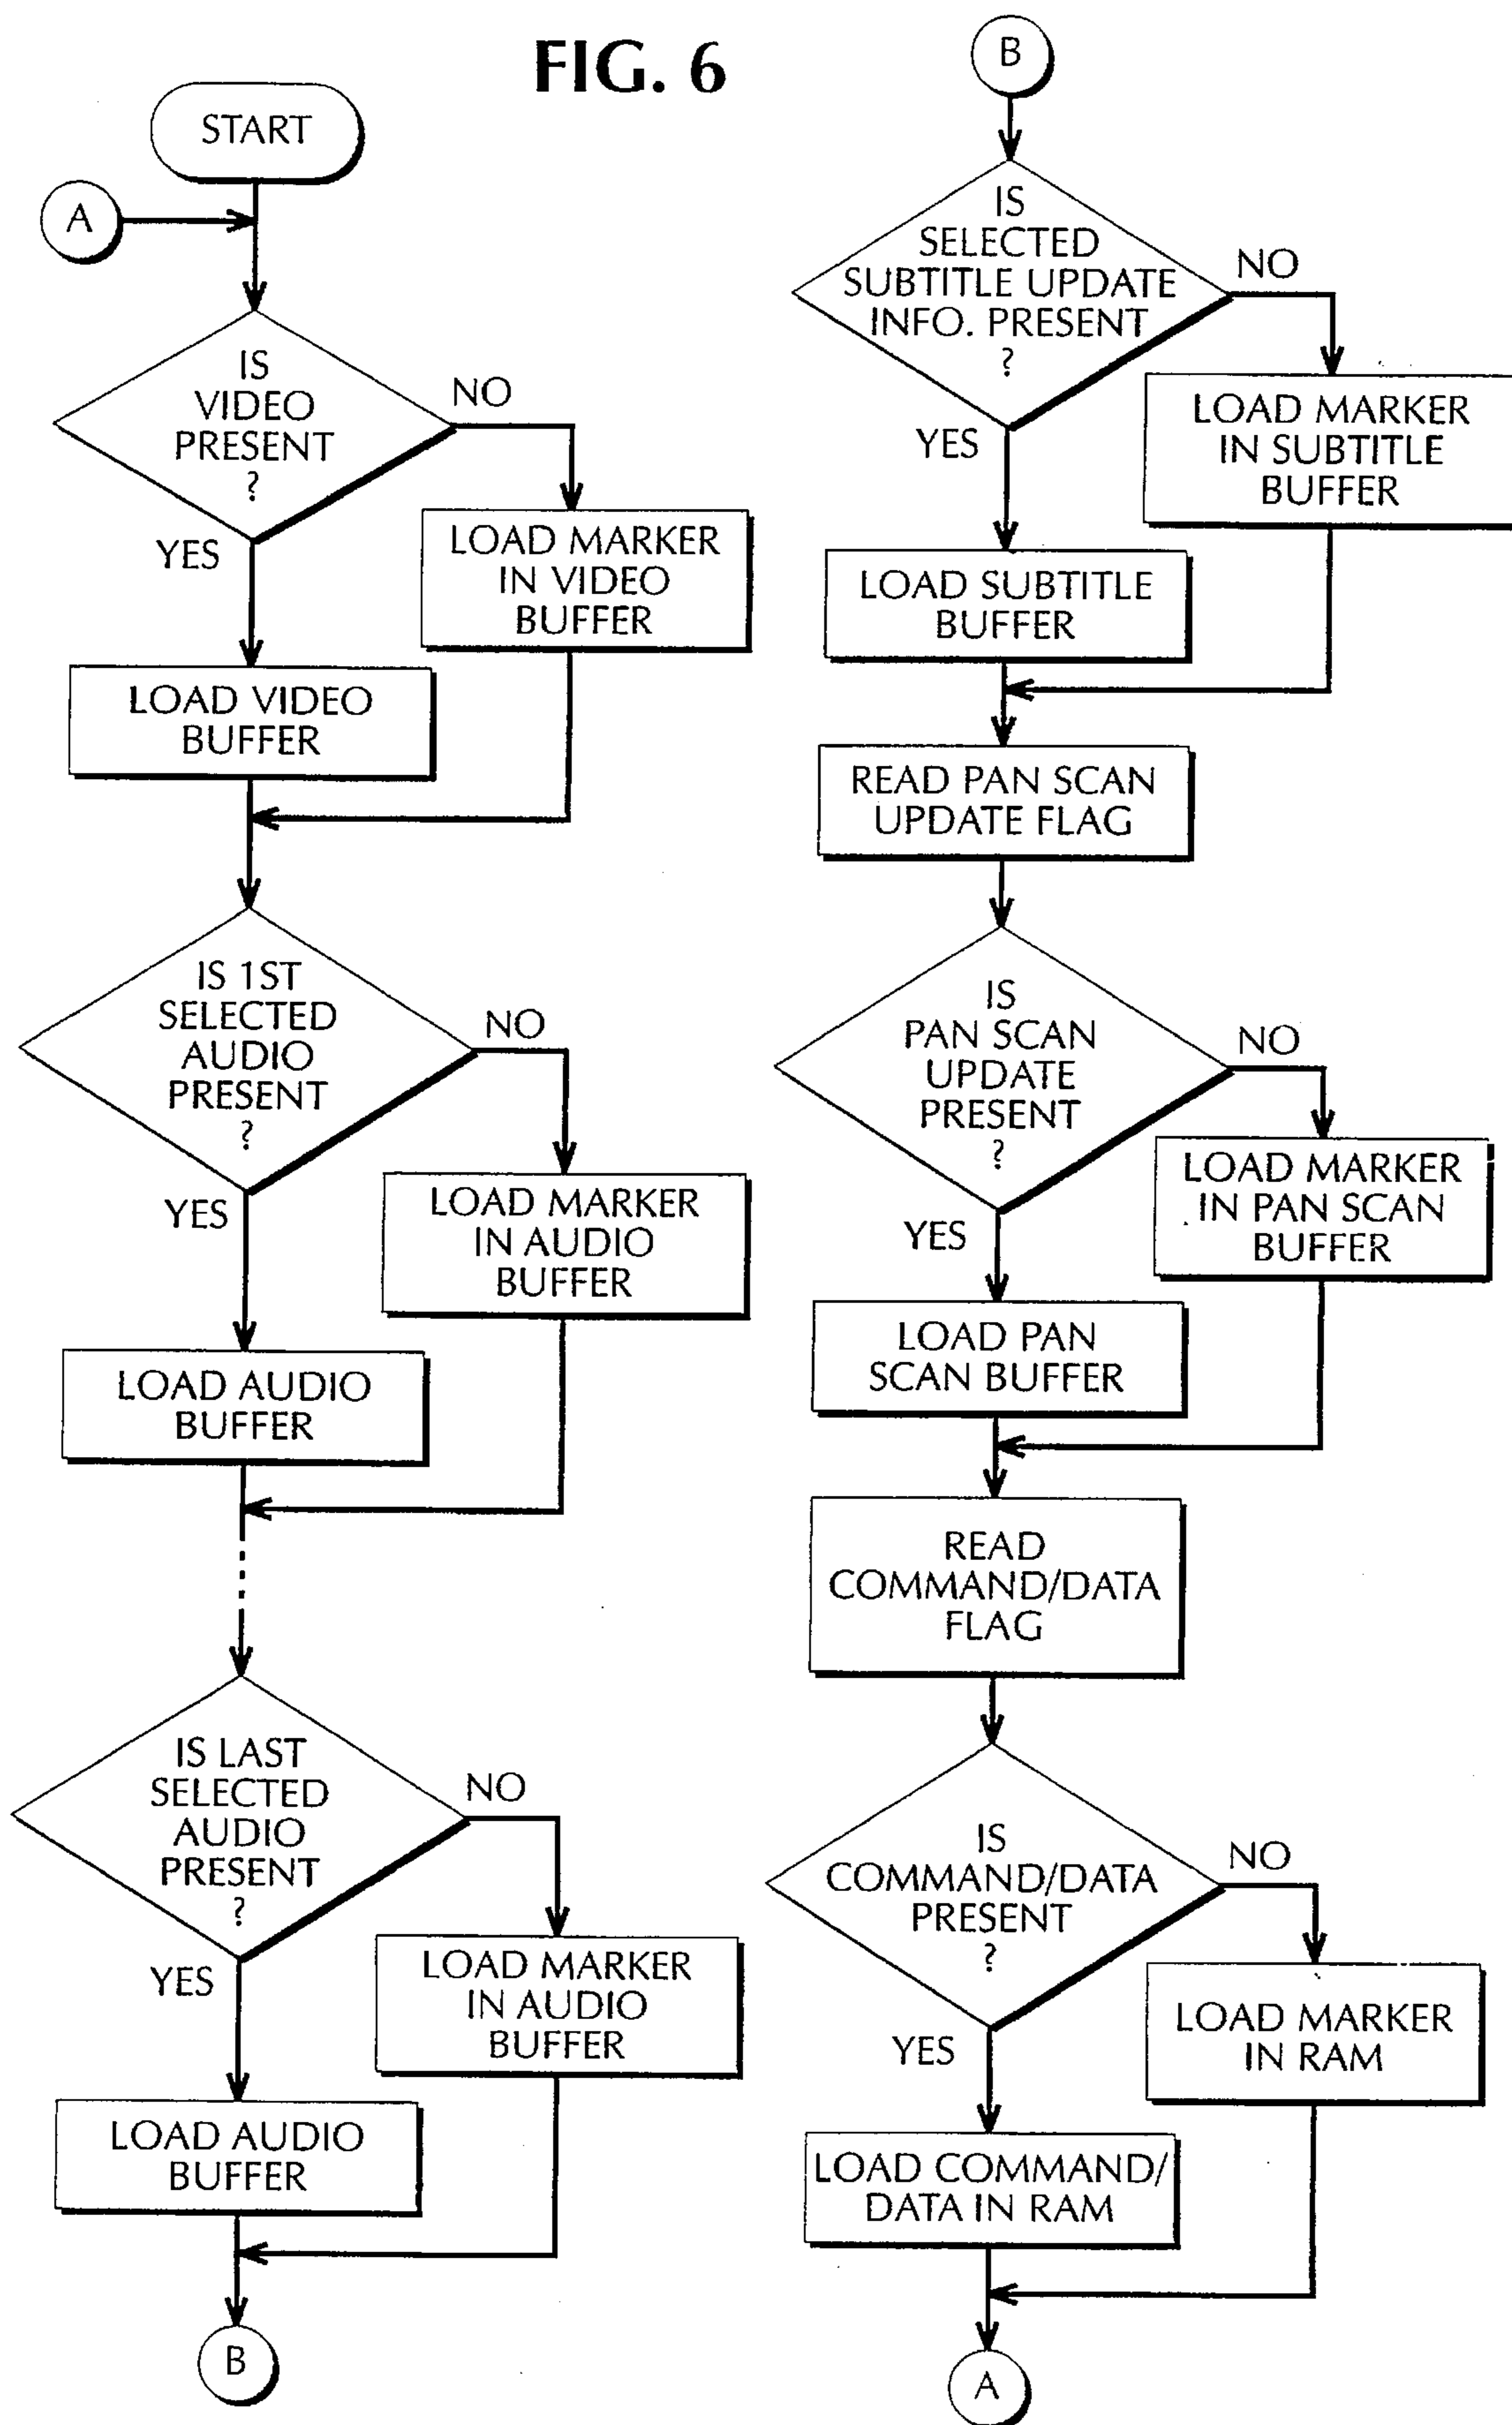 FIG. 6
START
A
IS
VIDEO
PRESENT
?
NO
YES
LOAD MARKER
IN VIDEO
BUFFER
LOAD VIDEO
BUFFER
IS 1ST
SELECTED
AUDIO
PRESENT
?
NO
YES
LOAD MARKER
IN AUDIO
BUFFER
LOAD AUDIO
BUFFER
IS LAST
SELECTED
AUDIO
PRESENT
?
NO
YES
LOAD MARKER
IN AUDIO
BUFFER
LOAD AUDIO
BUFFER
B
B
IS
SELECTED
SUBTITLE UPDATE
INFO. PRESENT
?
NO
YES
LOAD MARKER
IN SUBTITLE
BUFFER
LOAD SUBTITLE
BUFFER
READ PAN SCAN
UPDATE FLAG
IS
PAN SCAN
UPDATE
PRESENT
?
NO
YES
LOAD MARKER
IN PAN SCAN
BUFFER
LOAD PAN
SCAN BUFFER
READ
COMMAND/DATA
FLAG
IS
COMMAND/DATA
PRESENT
?
NO
YES
LOAD MARKER
IN RAM
LOAD COMMAND/
DATA IN RAM
A